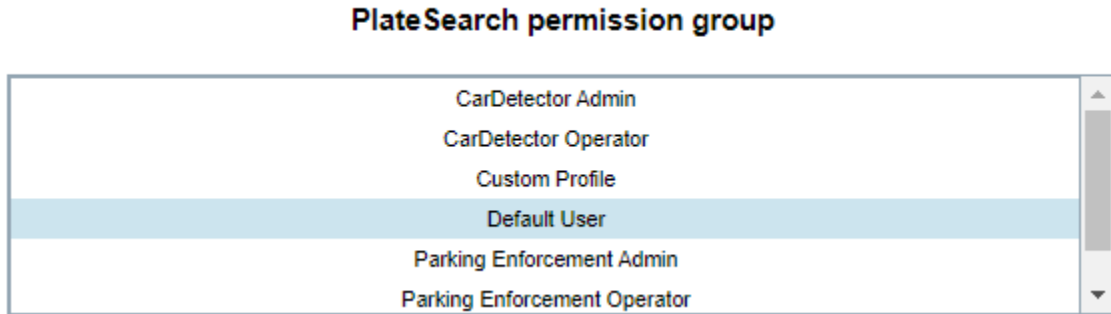 PlateSearch permission group
CarDetector Admin
CarDetector Operator
Custom Profile
Default User
Parking Enforcement Admin
Parking Enforcement Operator